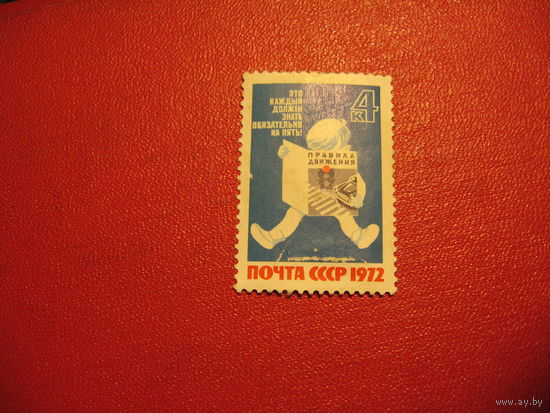 ЭТО
КАЖДЫЙ
ДОЛЖЕН
ЗНАТЬ
ОБЯЗАТЕЛЬНО
НА ПЯТЬ!
4
К
ПРАВИЛА
ДВИЖЕНИЯ
ПОЧТА СССР 1972
© www.ay.by